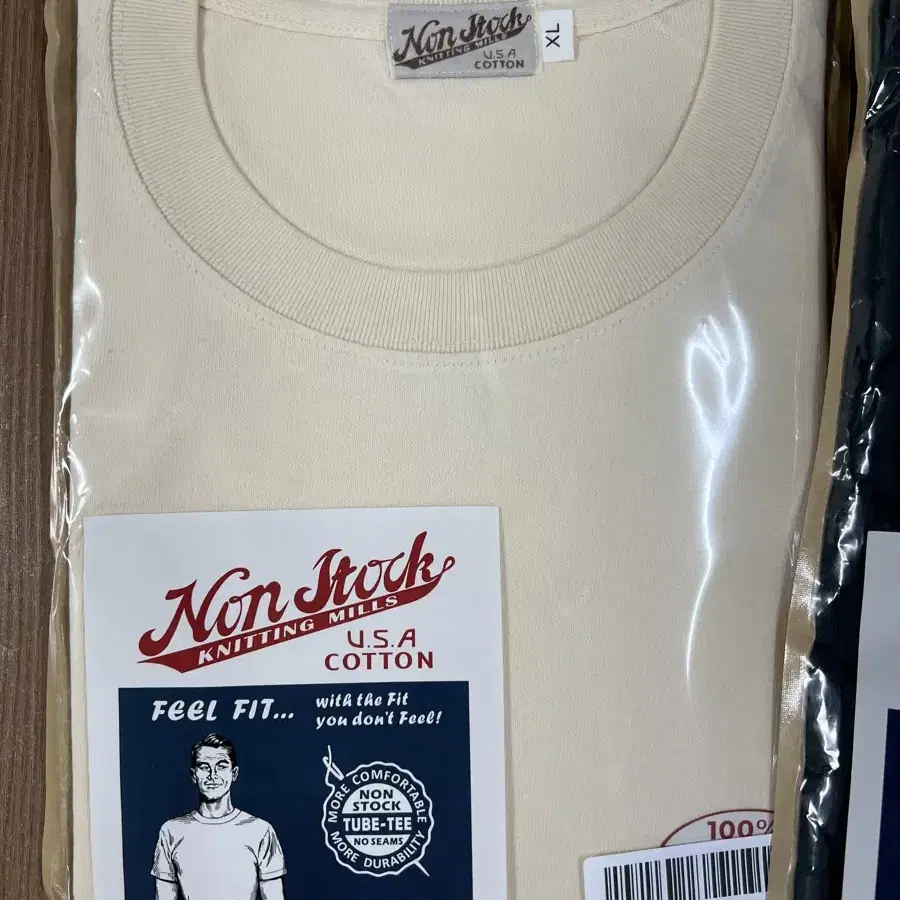 Non Stock
KNITTING MILLS
U.S.A
COTTON
XL
Non Stock
KNITTING MILLS
U.S.A
COTTON
FEEL FIT...
with the Fit
you don't Feel!
MORE COMFORTABLE
NON
STOCK
TUBE-TEE
NO SEAMS
MORE DURABILITY
100%